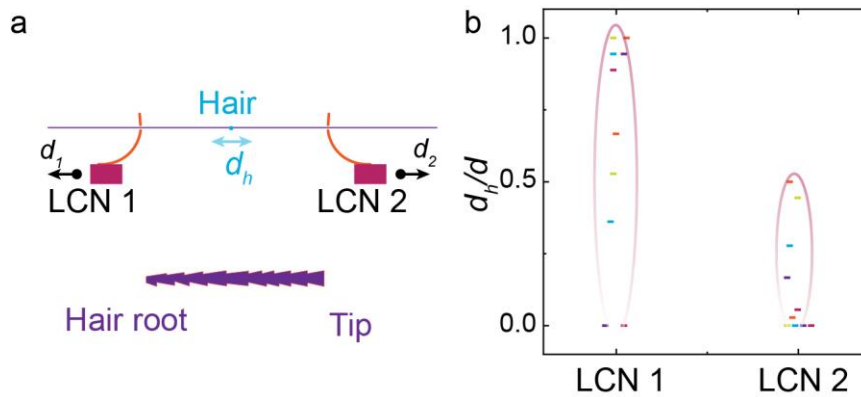 a
Hair
d1
dh
d2
LCN 1
LCN 2
Hair root
Tip
b
dh/d
1.0
0.5
0.0
LCN 1
LCN 2